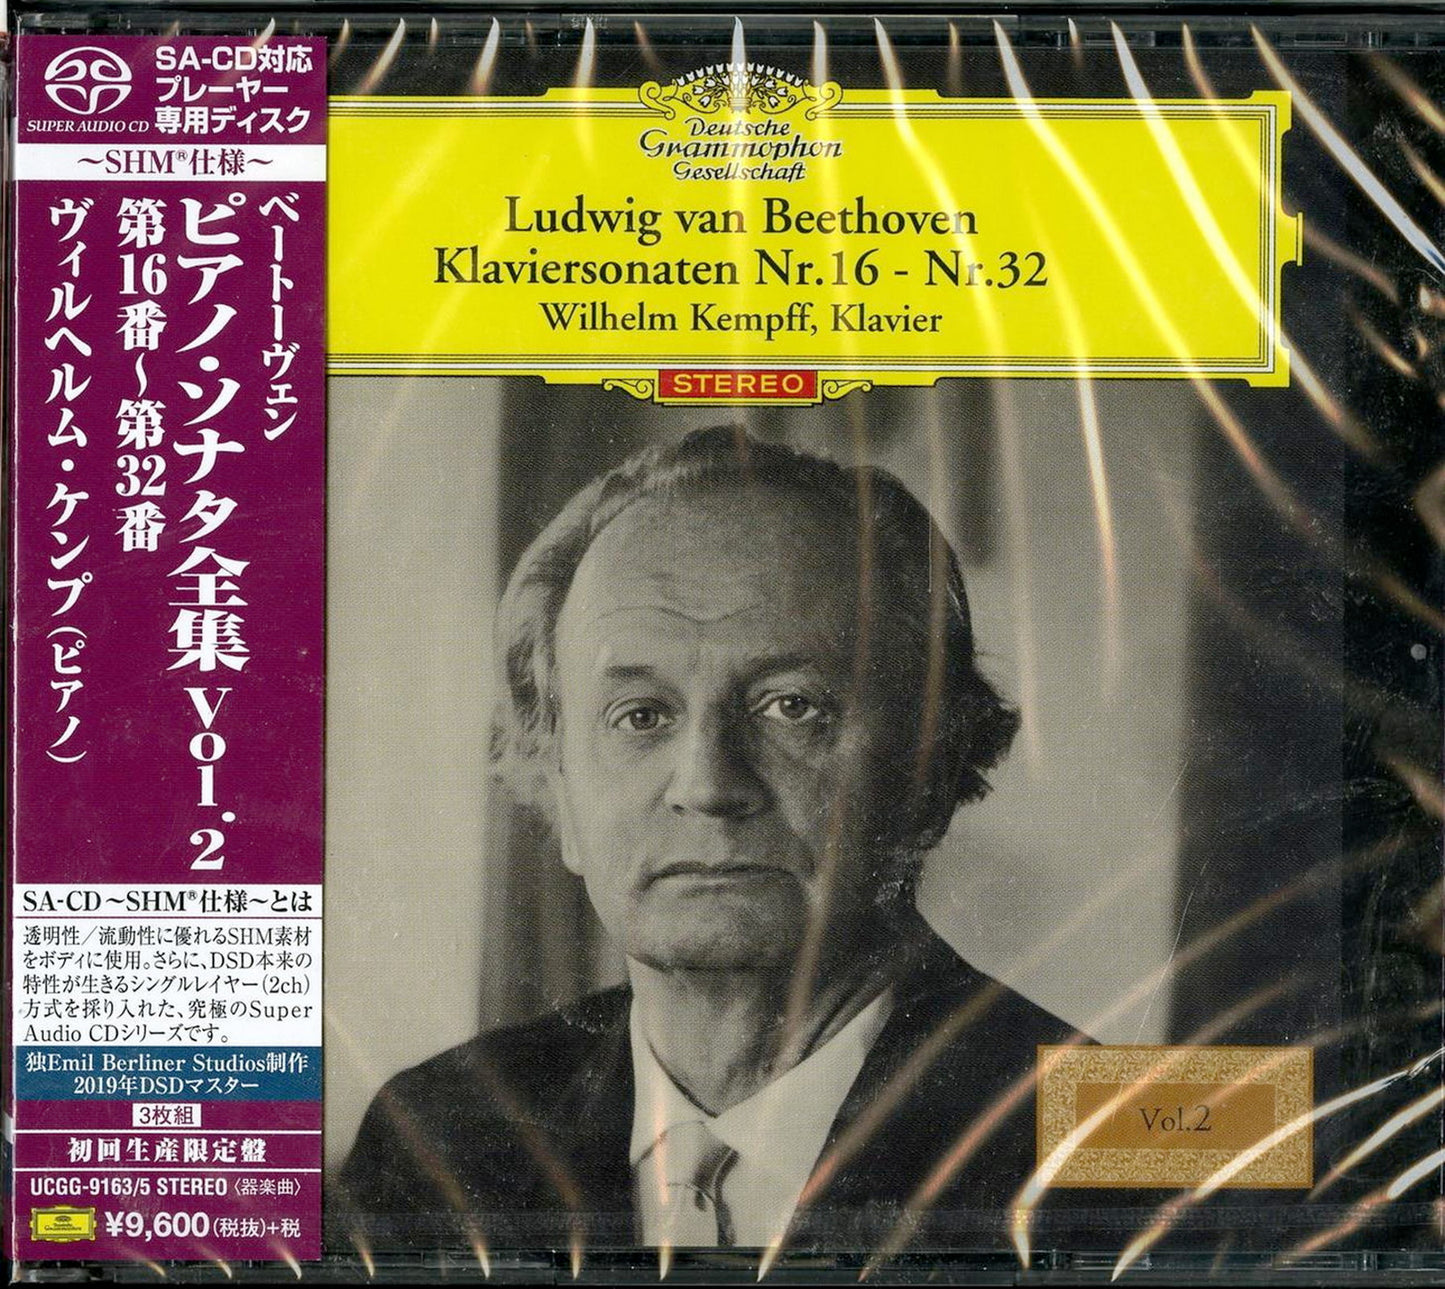 SUPER AUDIO CD
SA-CD対応
プレーヤー
専用ディスク
～SHM®仕様～
ベートーヴェン
ピアノ・ソナタ全集 vol.2
第16番～第32番
ヴィルヘルム・ケンプ(ピアノ)
SA-CD～SHM®仕様～とは
透明性／流動性に優れるSHM素材
をボディに使用。さらに、DSD本来の
特性が生きるシングルレイヤー(2ch)
方式を採り入れた、究極のSuper
Audio CDシリーズです。
独Emil Berliner Studios制作
2019年DSDマスター
3枚組
初回生産限定盤
UCGG-9163/5 STEREO〈器楽曲〉
Deutsche
Grammophon
¥9,600(税抜)+税
Deutsche
Grammophon
Gesellschaft
Ludwig van Beethoven
Klaviersonaten Nr.16 - Nr.32
Wilhelm Kempff, Klavier
STEREO
Vol.2